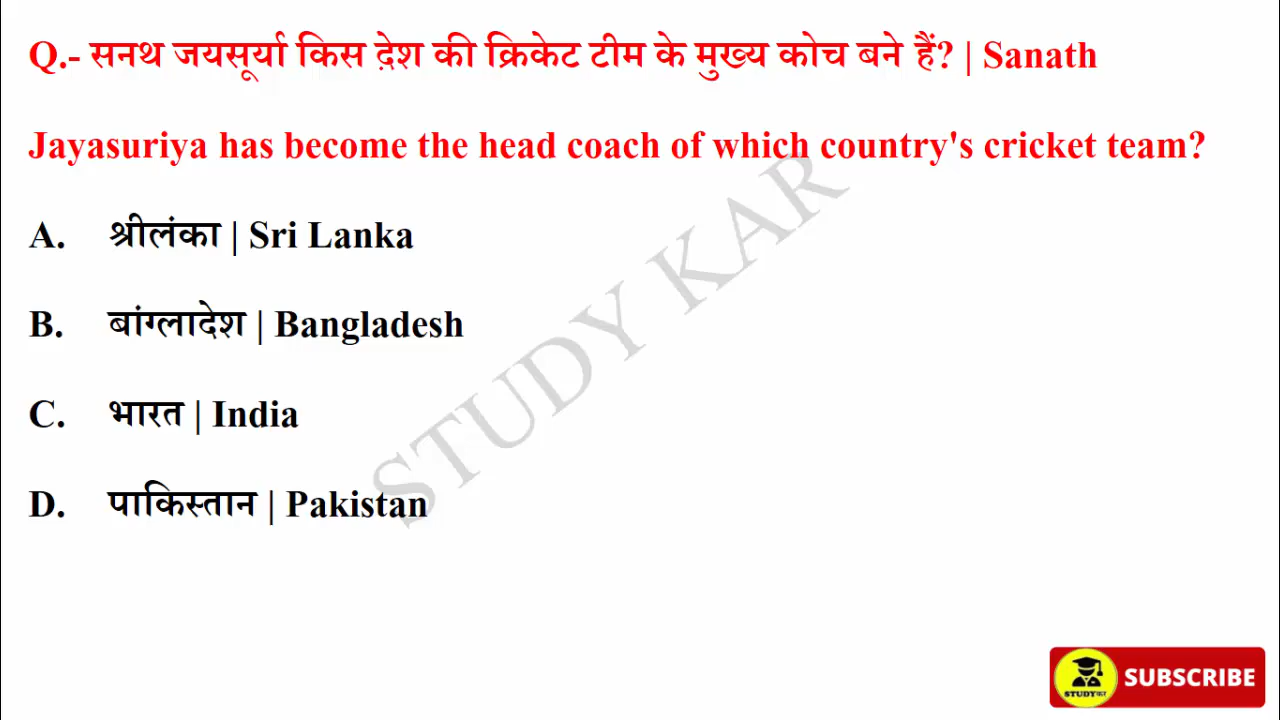 Q.- सनथ जयसूर्या किस द़ेश की क्रिकेट टीम के मुख्य कोच बने हैं? | Sanath
Jayasuriya has become the head coach of which country's cricket team?
A. श्रीलंका | Sri Lanka
B. बांग्लादेश | Bangladesh
C. भारत | India
D. पाकिस्तान | Pakistan
STUDY KAR
STUDYकर
SUBSCRIBE